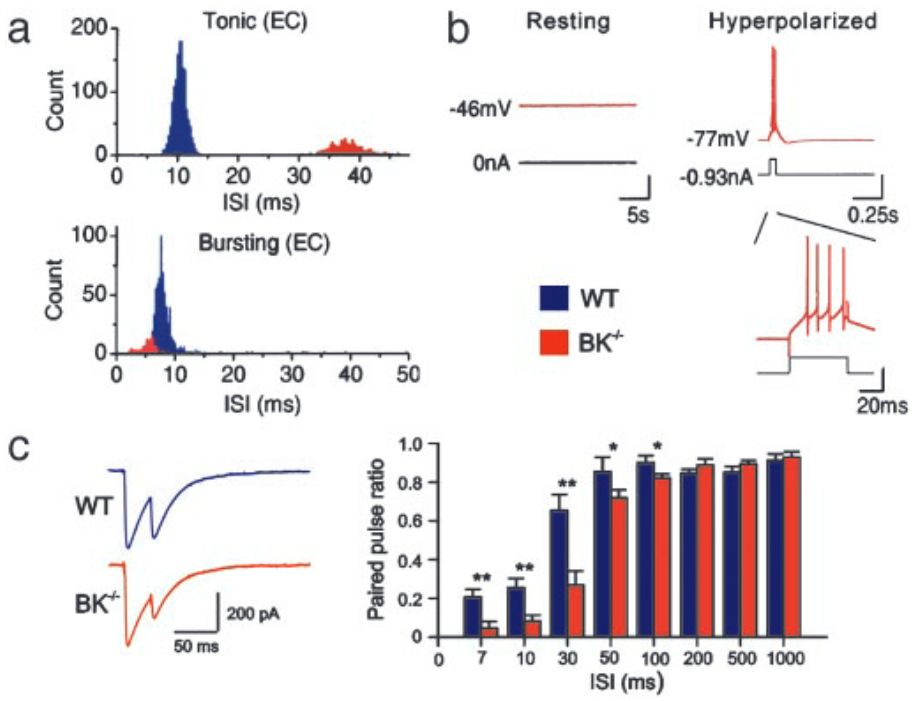 a
Tonic (EC)
200
100
0
Count
0 10 20 30 40
ISI (ms)
Bursting (EC)
100
50
0
Count
0 10 20 30 40 50
ISI (ms)
b
Resting
Hyperpolarized
-46mV
0nA
5s
-77mV
-0.93nA
0.25s
20ms
WT
BK-/-
c
WT
BK-/-
200 pA
50 ms
Paired pulse ratio
1.0
0.8
0.6
0.4
0.2
0
** ** ** * *
0 7 10 30 50 100 200 500 1000
ISI (ms)